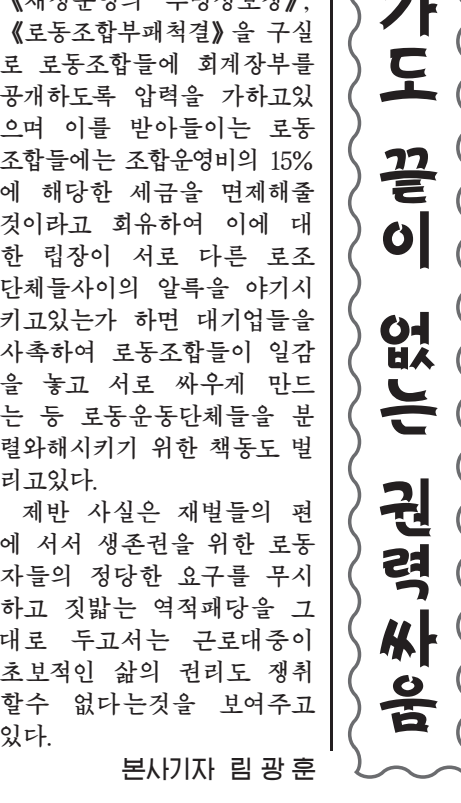 《재정운영의 투명성보장》,
《로동조합부패척결》을 구실
로 로동조합들에 회계장부를
공개하도록 압력을 가하고있
으며 이를 받아들이는 로동
조합들에는 조합운영비의 15%
에 해당한 세금을 면제해줄
것이라고 회유하여 이에 대
한 립장이 서로 다른 로조
단체들사이의 알륵을 야기시
키고있는가 하면 대기업들을
사촉하여 로동조합들이 일감
을 놓고 서로 싸우게 만드
는 등 로동운동단체들을 분
렬와해시키기 위한 책동도 벌
리고있다.
제반 사실은 재벌들의 편
에 서서 생존권을 위한 로동
자들의 정당한 요구를 무시
하고 짓밟는 역적패당을 그
대로 두고서는 근로대중이
초보적인 삶의 권리도 쟁취
할수 없다는것을 보여주고
있다.
본사기자 림광훈
가도 끝이 없는 권력싸움